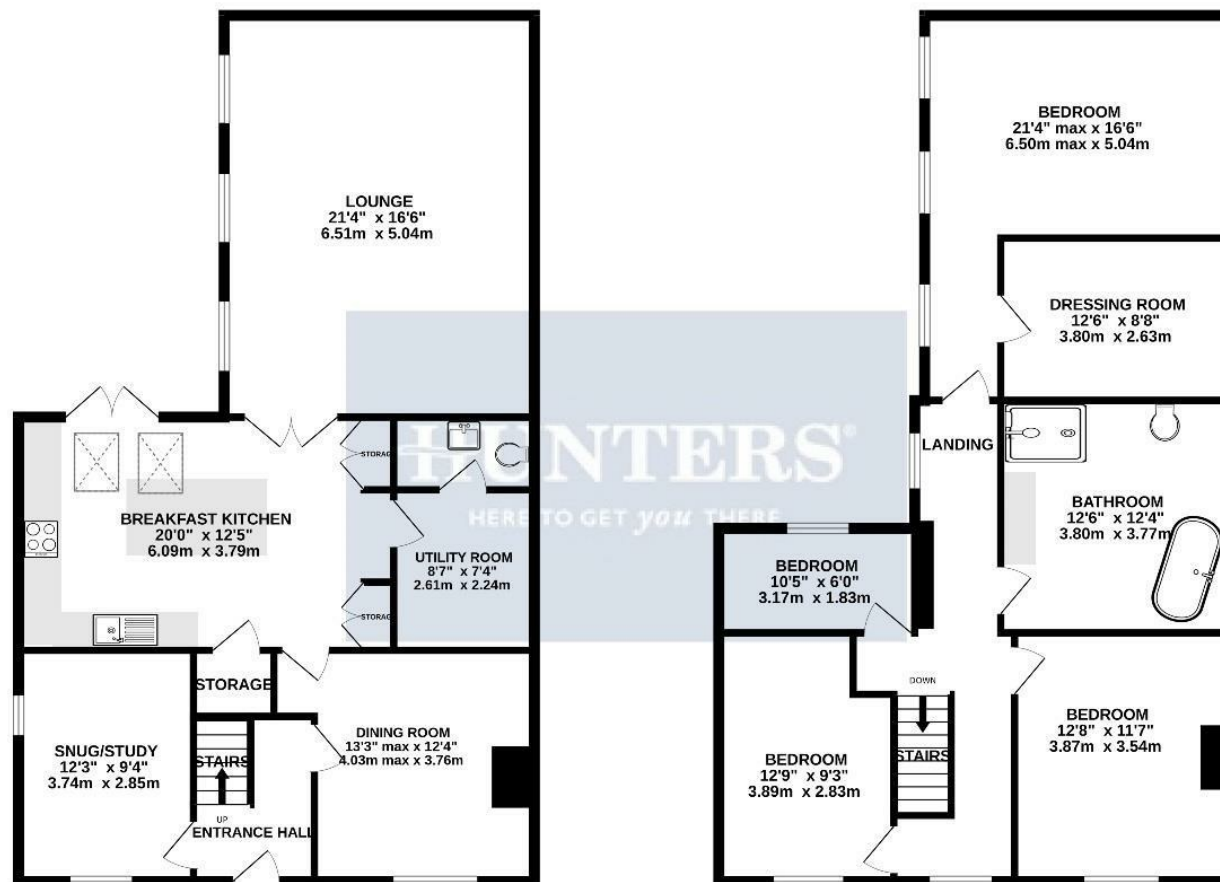 LOUNGE
21'4" x 16'6"
6.51m x 5.04m
HUNTERS®
HERE TO GET you THERE
STORAGE
BREAKFAST KITCHEN
20'0" x 12'5"
6.09m x 3.79m
UTILITY ROOM
8'7" x 7'4"
2.61m x 2.24m
STORAGE
STORAGE
SNUG/STUDY
12'3" x 9'4"
3.74m x 2.85m
STAIRS
UP
ENTRANCE HALL
DINING ROOM
13'3" max x 12'4"
4.03m max x 3.76m
BEDROOM
21'4" max x 16'6"
6.50m max x 5.04m
DRESSING ROOM
12'6" x 8'8"
3.80m x 2.63m
LANDING
BATHROOM
12'6" x 12'4"
3.80m x 3.77m
BEDROOM
10'5" x 6'0"
3.17m x 1.83m
DOWN
STAIRS
BEDROOM
12'9" x 9'3"
3.89m x 2.83m
BEDROOM
12'8" x 11'7"
3.87m x 3.54m